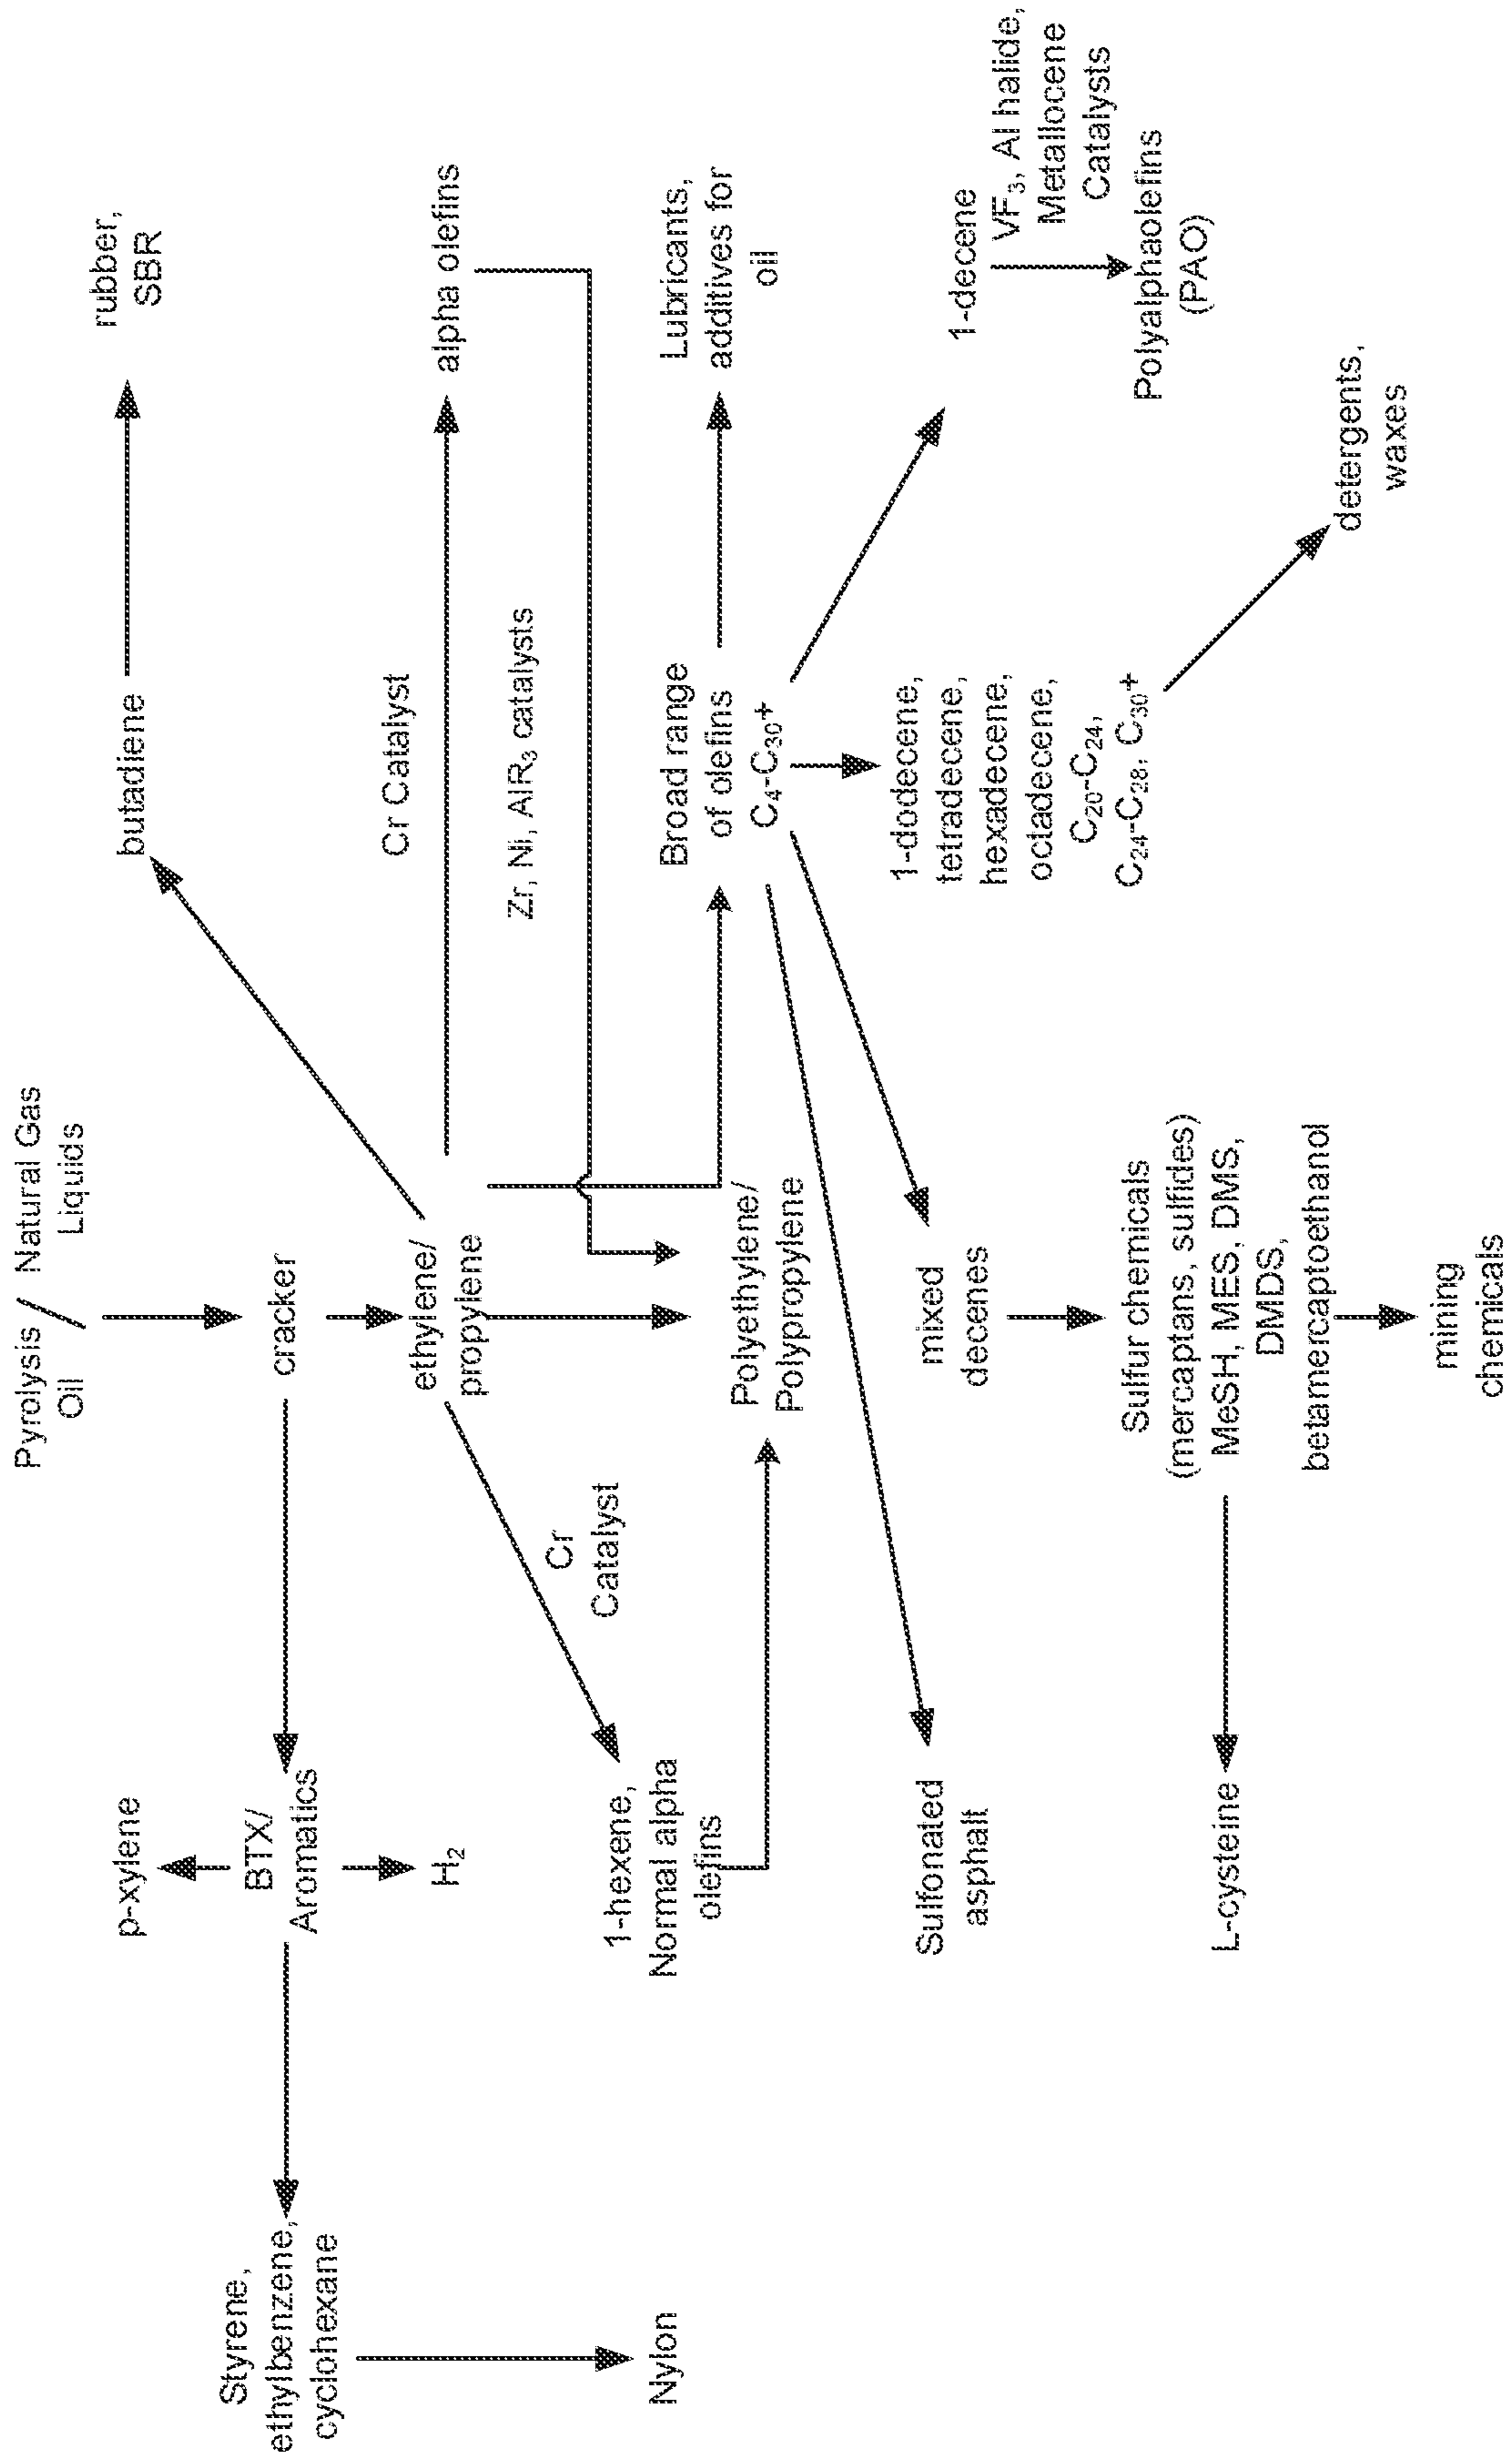 Pyrolysis / Natural Gas
Oil Liquids
cracker
ethylene/
propylene
butadiene
rubber,
SBR
p-xylene
BTX/
Aromatics
H₂
Styrene,
ethylbenzene,
cyclohexane
Nylon
Cr Catalyst
alpha olefins
Zr, Ni, AlR₃ catalysts
Cr
Catalyst
1-hexene,
Normal alpha
olefins
Polyethylene/
Polypropylene
Broad range
of olefins
C₄-C₃₀+
Lubricants,
additives for
oil
Sulfonated
asphalt
mixed
decenes
1-dodecene,
tetradecene,
hexadecene,
octadecene,
C₂₀-C₂₄,
C₂₄-C₂₈, C₃₀+
1-decene
VF₃, Al halide,
Metallocene
Catalysts
Polyalphaolefins
(PAO)
detergents,
waxes
Sulfur chemicals
(mercaptans, sulfides)
MeSH, MES, DMS,
DMDS,
betamercaptoethanol
L-cysteine
mining
chemicals